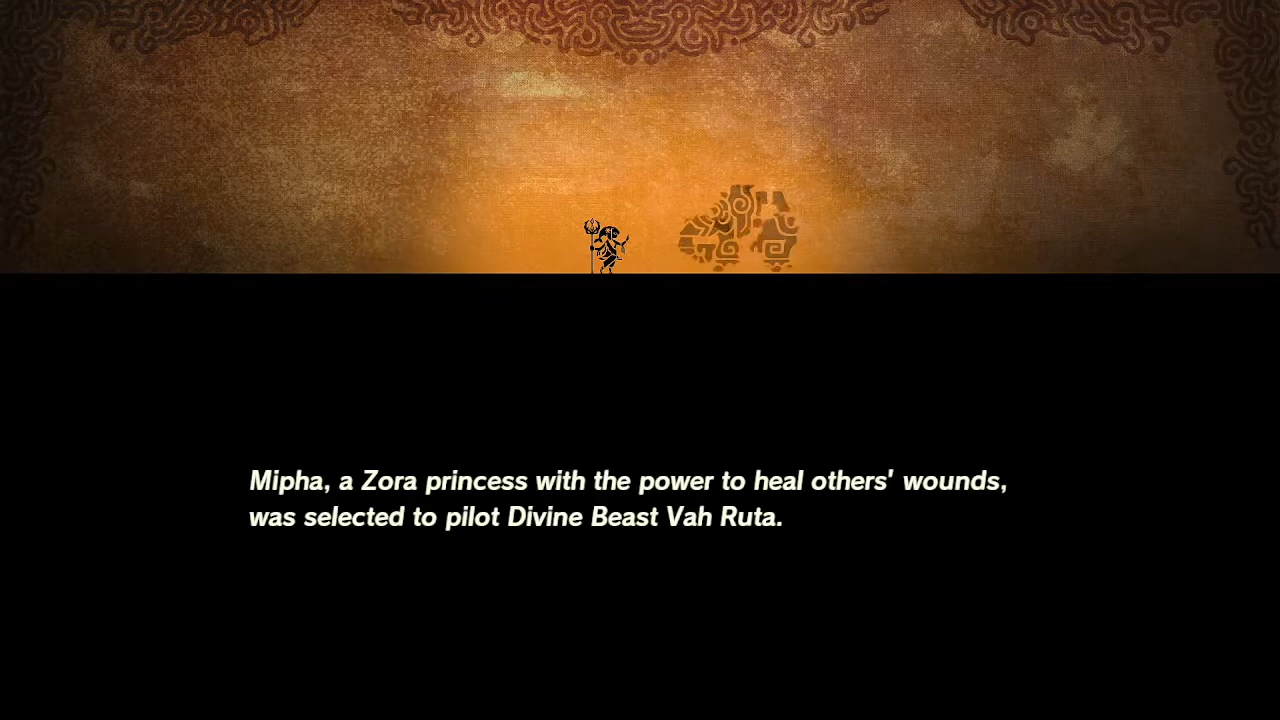 Mipha, a Zora princess with the power to heal others' wounds,
was selected to pilot Divine Beast Vah Ruta.